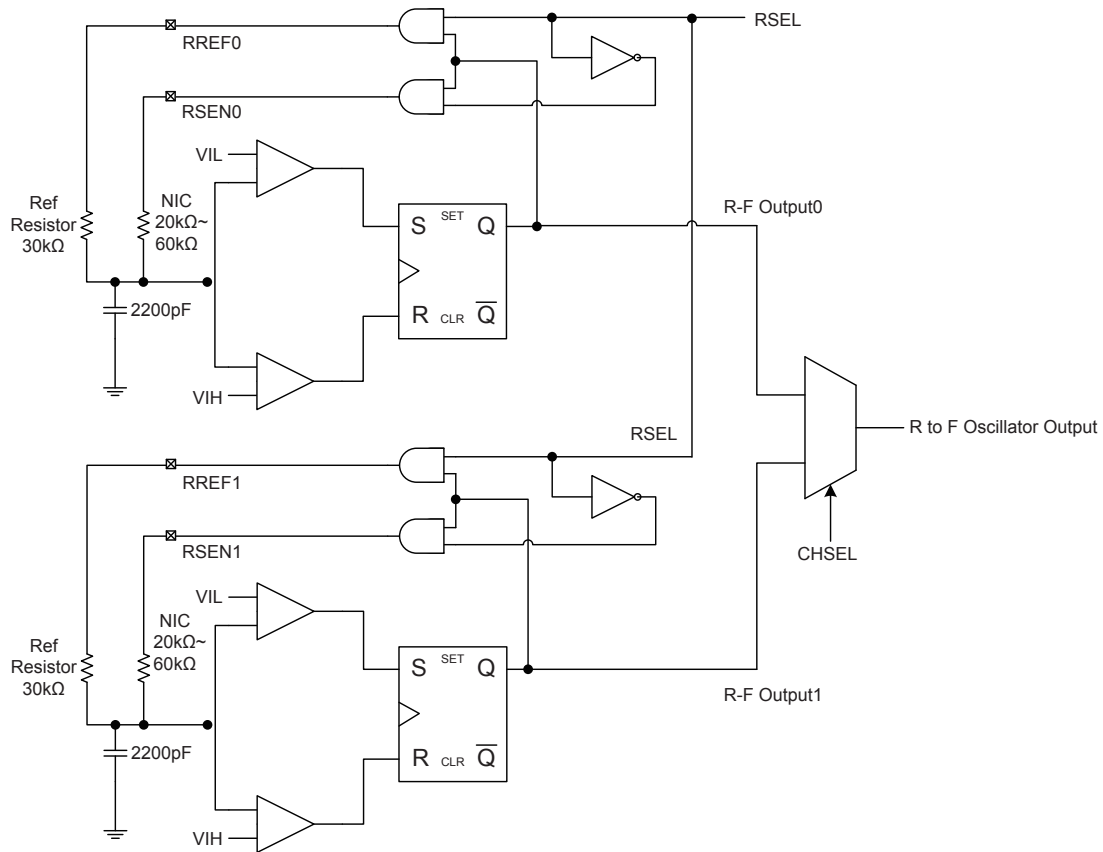 RSEL
RREF0
RSEN0
VIL
Ref
Resistor
30kΩ
NIC
20kΩ~
60kΩ
S SET Q
R CLR Q̅
2200pF
VIH
R-F Output0
RSEL
R to F Oscillator Output
CHSEL
RREF1
RSEN1
VIL
Ref
Resistor
30kΩ
NIC
20kΩ~
60kΩ
S SET Q
R CLR Q̅
2200pF
VIH
R-F Output1